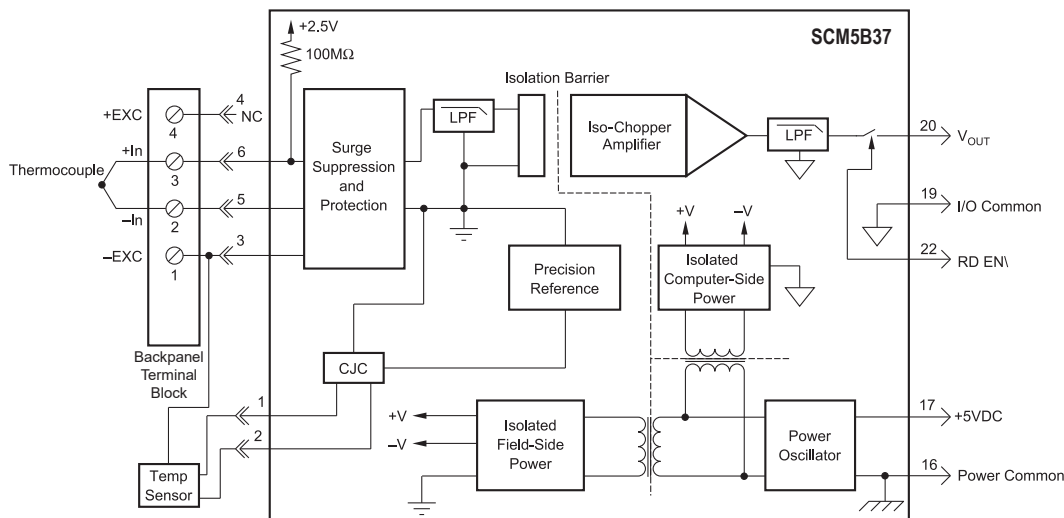 SCM5B37
+2.5V
100MΩ
Isolation Barrier
+EXC
4
4
NC
Thermocouple
+In
3
6
–In
2
5
–EXC
1
3
Surge
Suppression
and
Protection
LPF
Iso-Chopper
Amplifier
LPF
20
VOUT
19
I/O Common
22
RD EN\
+V
–V
Isolated
Computer-Side
Power
Precision
Reference
Backpanel
Terminal
Block
CJC
1
2
Temp
Sensor
+V
–V
Isolated
Field-Side
Power
Power
Oscillator
17
+5VDC
16
Power Common